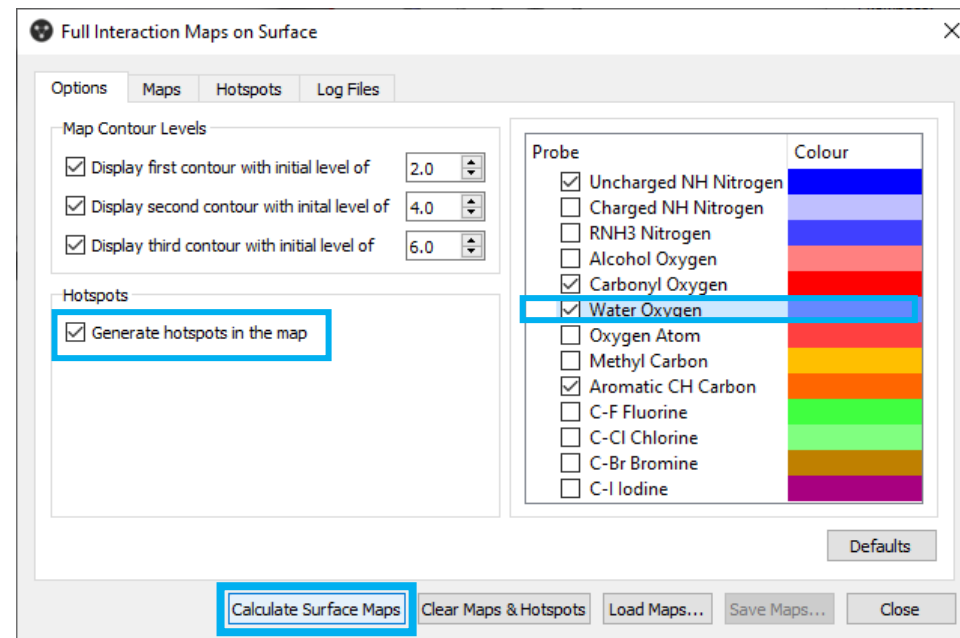 Full Interaction Maps on Surface
Options Maps Hotspots Log Files
Map Contour Levels
Display first contour with initial level of 2.0
Display second contour with inital level of 4.0
Display third contour with initial level of 6.0
Hotspots
Generate hotspots in the map
Probe Colour
Uncharged NH Nitrogen
Charged NH Nitrogen
RNH3 Nitrogen
Alcohol Oxygen
Carbonyl Oxygen
Water Oxygen
Oxygen Atom
Methyl Carbon
Aromatic CH Carbon
C-F Fluorine
C-Cl Chlorine
C-Br Bromine
C-I Iodine
Defaults
Calculate Surface Maps Clear Maps & Hotspots Load Maps... Save Maps... Close